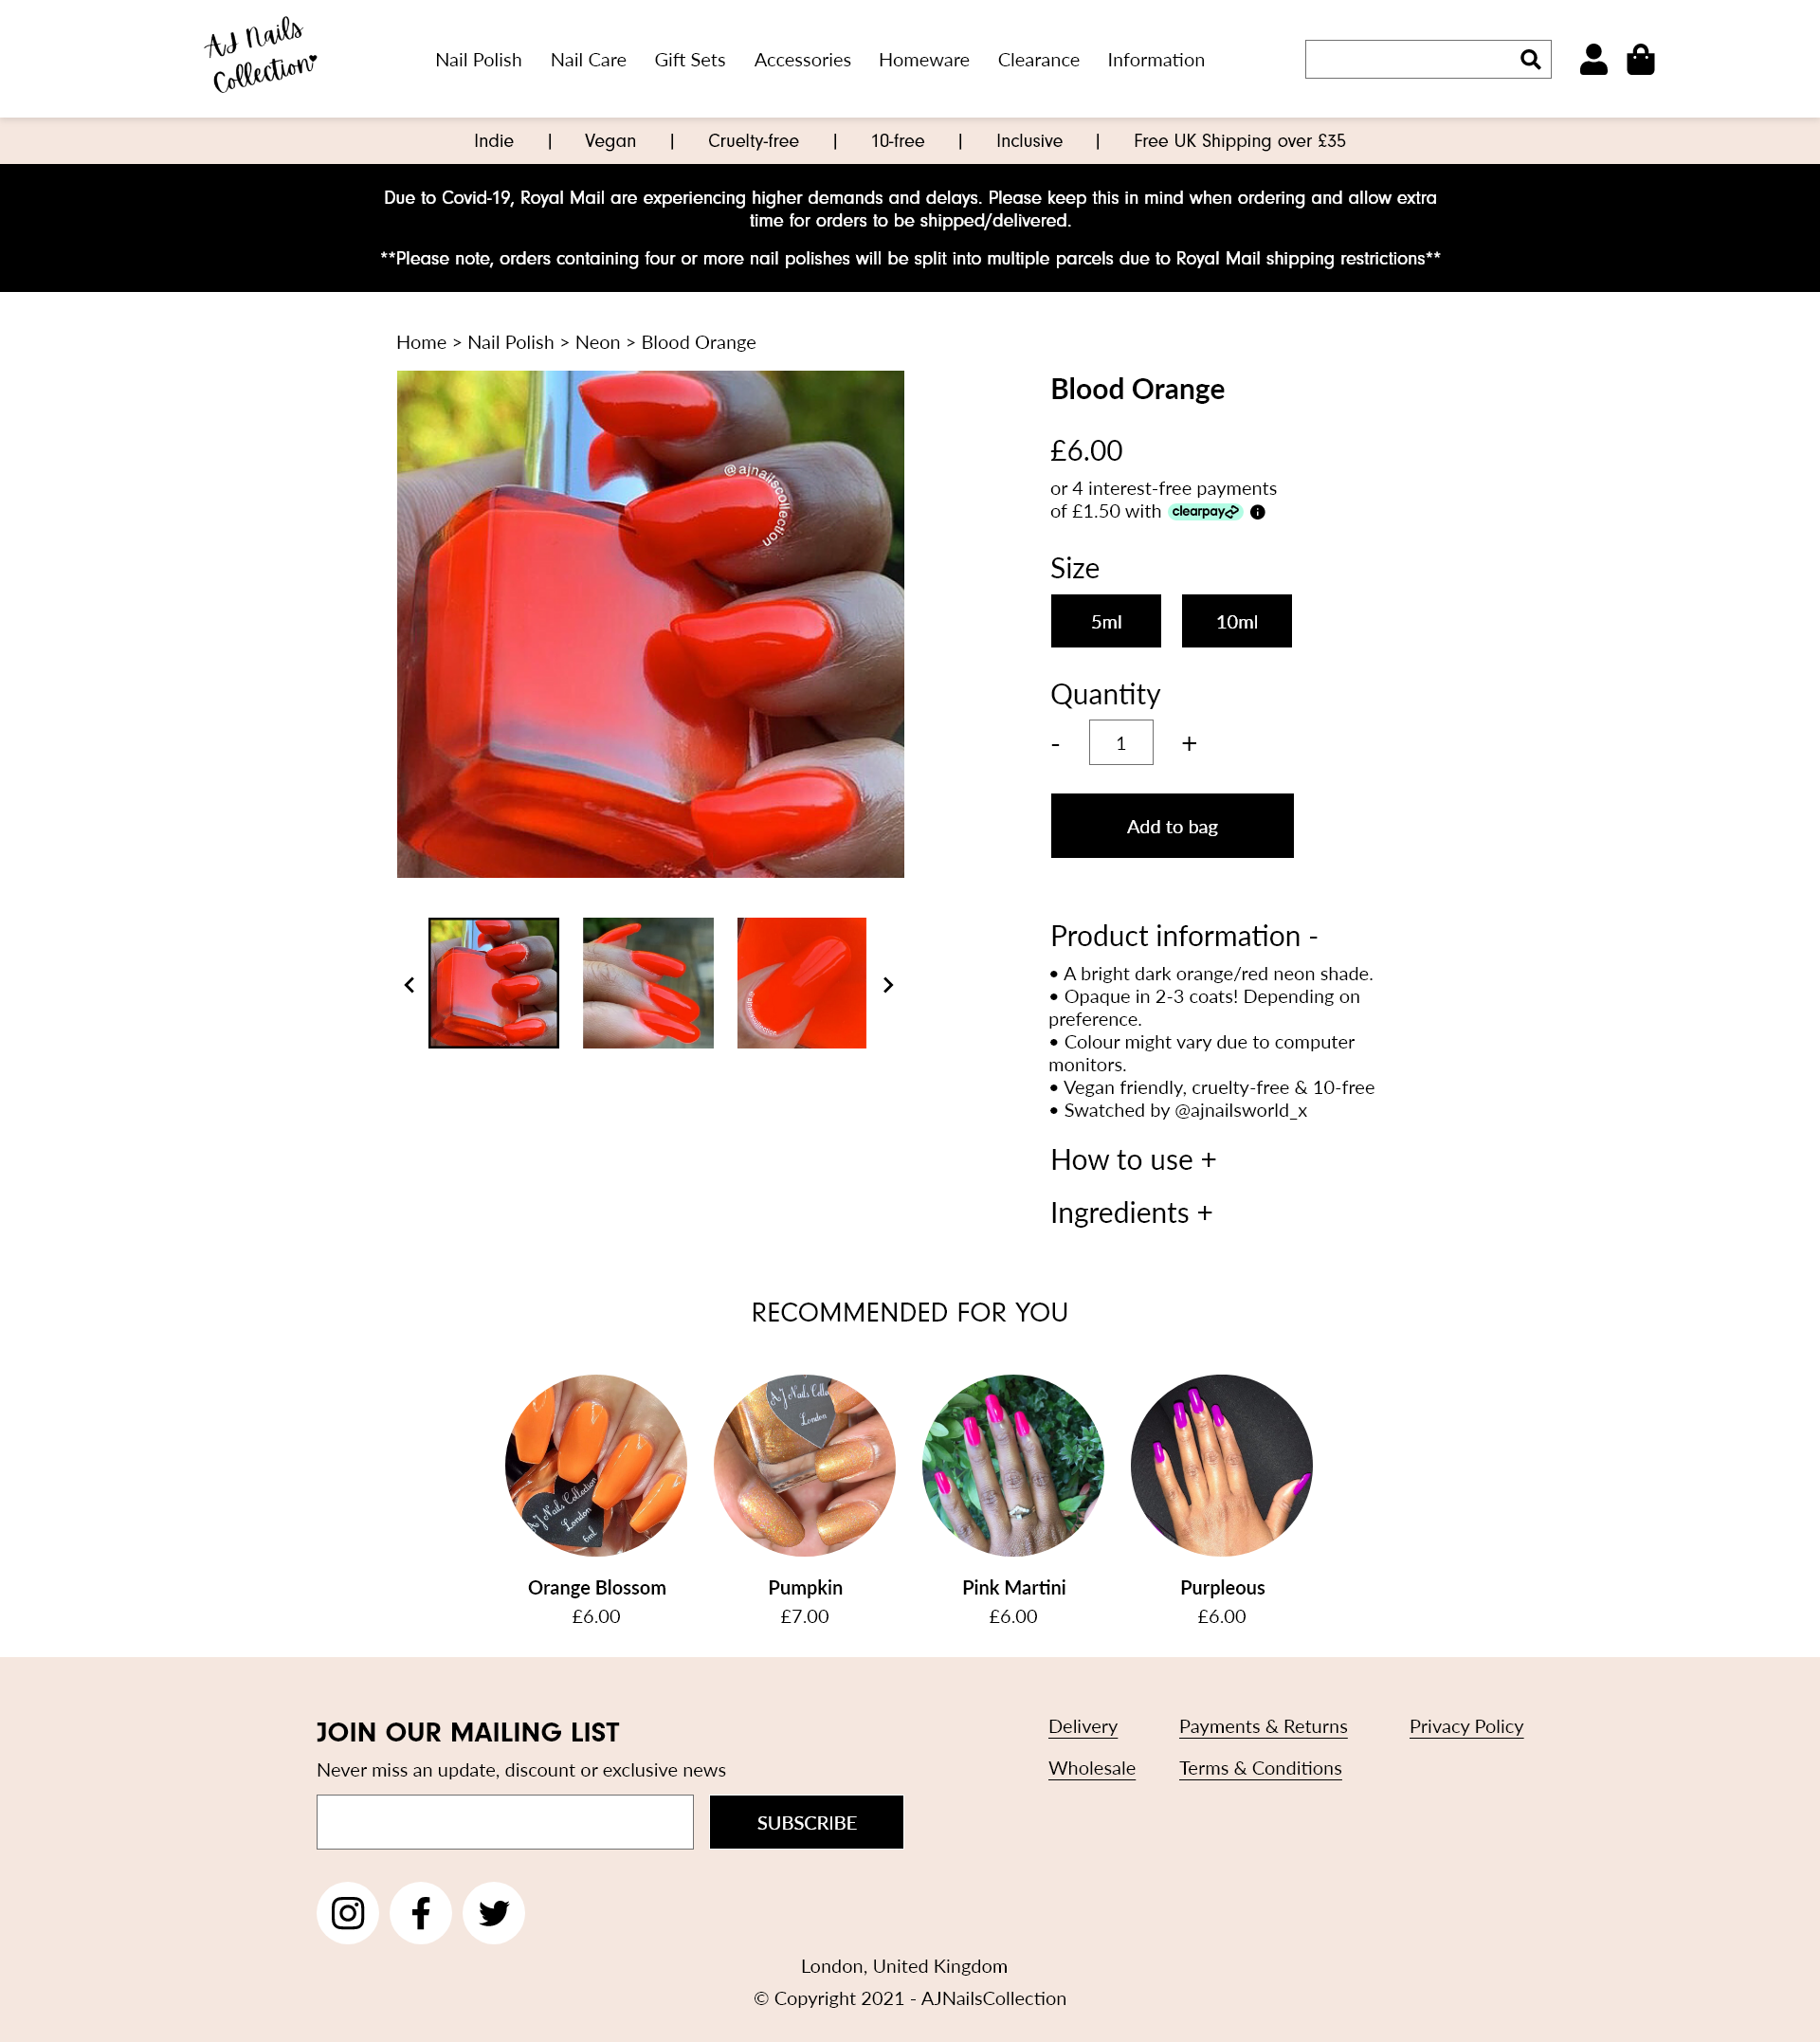 AJ Nails
Collection
Nail Polish Nail Care Gift Sets Accessories Homeware Clearance Information
Indie | Vegan | Cruelty-free | 10-free | Inclusive | Free UK Shipping over £35
Due to Covid-19, Royal Mail are experiencing higher demands and delays. Please keep this in mind when ordering and allow extra
time for orders to be shipped/delivered.
**Please note, orders containing four or more nail polishes will be split into multiple parcels due to Royal Mail shipping restrictions**
Home > Nail Polish > Neon > Blood Orange
@ajnailscollection
Blood Orange
£6.00
or 4 interest-free payments
of £1.50 with clearpay
Size
5ml 10ml
Quantity
- 1 +
Add to bag
Product information -
• A bright dark orange/red neon shade.
• Opaque in 2-3 coats! Depending on
preference.
• Colour might vary due to computer
monitors.
• Vegan friendly, cruelty-free & 10-free
• Swatched by @ajnailsworld_x
How to use +
Ingredients +
RECOMMENDED FOR YOU
AJ Nails Collection
London
6ml
AJ Nails Colle
London
Orange Blossom
£6.00
Pumpkin
£7.00
Pink Martini
£6.00
Purpleous
£6.00
JOIN OUR MAILING LIST
Never miss an update, discount or exclusive news
SUBSCRIBE
Delivery Payments & Returns Privacy Policy
Wholesale Terms & Conditions
London, United Kingdom
© Copyright 2021 - AJNailsCollection